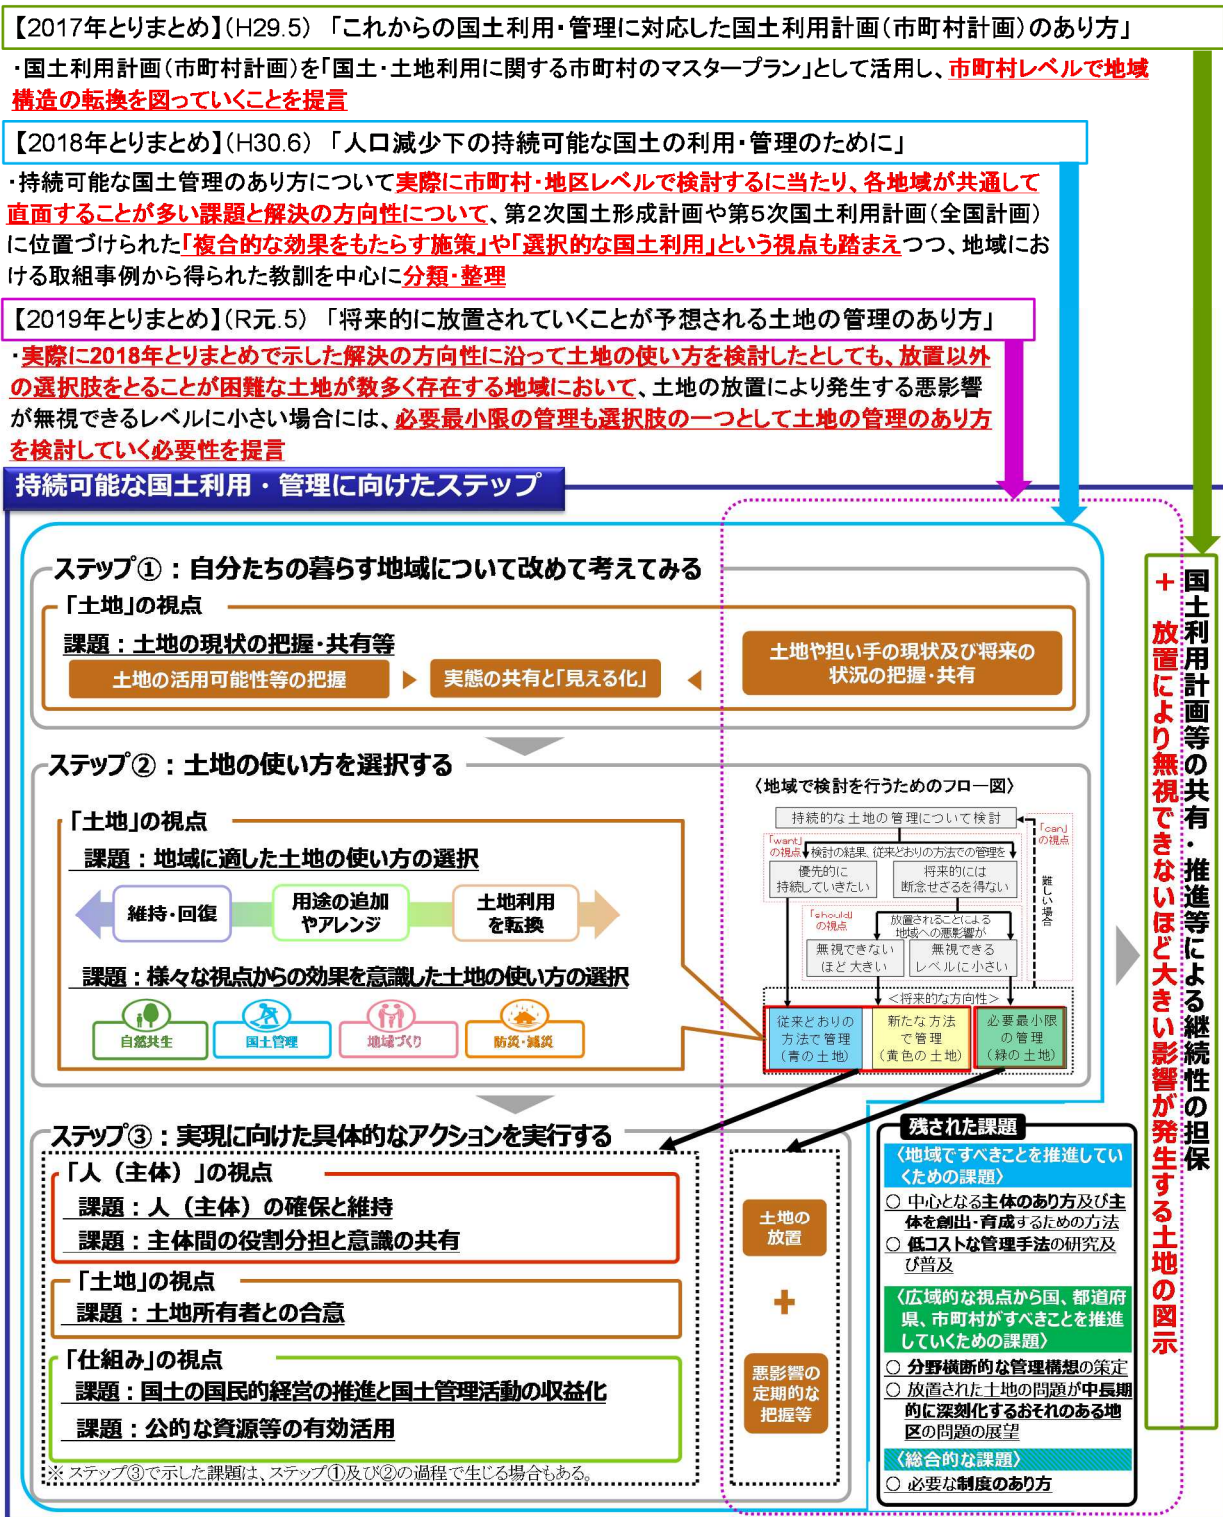 【2017年とりまとめ】(H29.5) 「これからの国土利用・管理に対応した国土利用計画(市町村計画)のあり方」
・国土利用計画(市町村計画)を「国土・土地利用に関する市町村のマスタープラン」として活用し、市町村レベルで地域
構造の転換を図っていくことを提言
【2018年とりまとめ】(H30.6) 「人口減少下の持続可能な国土の利用・管理のために」
・持続可能な国土管理のあり方について実際に市町村・地区レベルで検討するに当たり、各地域が共通して
直面することが多い課題と解決の方向性について、第2次国土形成計画や第5次国土利用計画(全国計画)
に位置づけられた「複合的な効果をもたらす施策」や「選択的な国土利用」という視点も踏まえつつ、地域にお
ける取組事例から得られた教訓を中心に分類・整理
【2019年とりまとめ】(R元.5) 「将来的に放置されていくことが予想される土地の管理のあり方」
・実際に2018年とりまとめで示した解決の方向性に沿って土地の使い方を検討したとしても、放置以外
の選択肢をとることが困難な土地が数多く存在する地域において、土地の放置により発生する悪影響
が無視できるレベルに小さい場合には、必要最小限の管理も選択肢の一つとして土地の管理のあり方
を検討していく必要性を提言
持続可能な国土利用・管理に向けたステップ
ステップ①：自分たちの暮らす地域について改めて考えてみる
「土地」の視点
課題：土地の現状の把握・共有等
土地の活用可能性等の把握
実態の共有と「見える化」
土地や担い手の現状及び将来の
状況の把握・共有
ステップ②：土地の使い方を選択する
「土地」の視点
課題：地域に適した土地の使い方の選択
維持・回復
用途の追加
やアレンジ
土地利用
を転換
課題：様々な視点からの効果を意識した土地の使い方の選択
自然共生
国土管理
地域づくり
防災・減災
〈地域で検討を行うためのフロー図〉
持続的な土地の管理について検討
「can」
の視点
「want」
の視点
検討の結果、従来どおりの方法での管理を
優先的に
持続していきたい
将来的には
断念せざるを得ない
難しい場合
「should」
の視点
放置されることによる
地域への悪影響が
無視できない
ほど大きい
無視できる
レベルに小さい
＜将来的な方向性＞
従来どおりの
方法で管理
(青の土地)
新たな方法
で管理
(黄色の土地)
必要最小限
の管理
(緑の土地)
ステップ③：実現に向けた具体的なアクションを実行する
「人（主体）」の視点
課題：人（主体）の確保と維持
課題：主体間の役割分担と意識の共有
「土地」の視点
課題：土地所有者との合意
「仕組み」の視点
課題：国土の国民的経営の推進と国土管理活動の収益化
課題：公的な資源等の有効活用
※ ステップ③で示した課題は、ステップ①及び②の過程で生じる場合もある。
土地の
放置
＋
悪影響の
定期的な
把握等
残された課題
〈地域ですべきことを推進してい
くための課題〉
○ 中心となる主体のあり方及び主
体を創出・育成するための方法
○ 低コストな管理手法の研究及
び普及
〈広域的な視点から国、都道府
県、市町村がすべきことを推進
していくための課題〉
○ 分野横断的な管理構想の策定
○ 放置された土地の問題が中長期
的に深刻化するおそれのある地
区の問題の展望
〈総合的な課題〉
○ 必要な制度のあり方
国土利用計画等の共有・推進等による継続性の担保
＋ 放置により無視できないほど大きい影響が発生する土地の図示